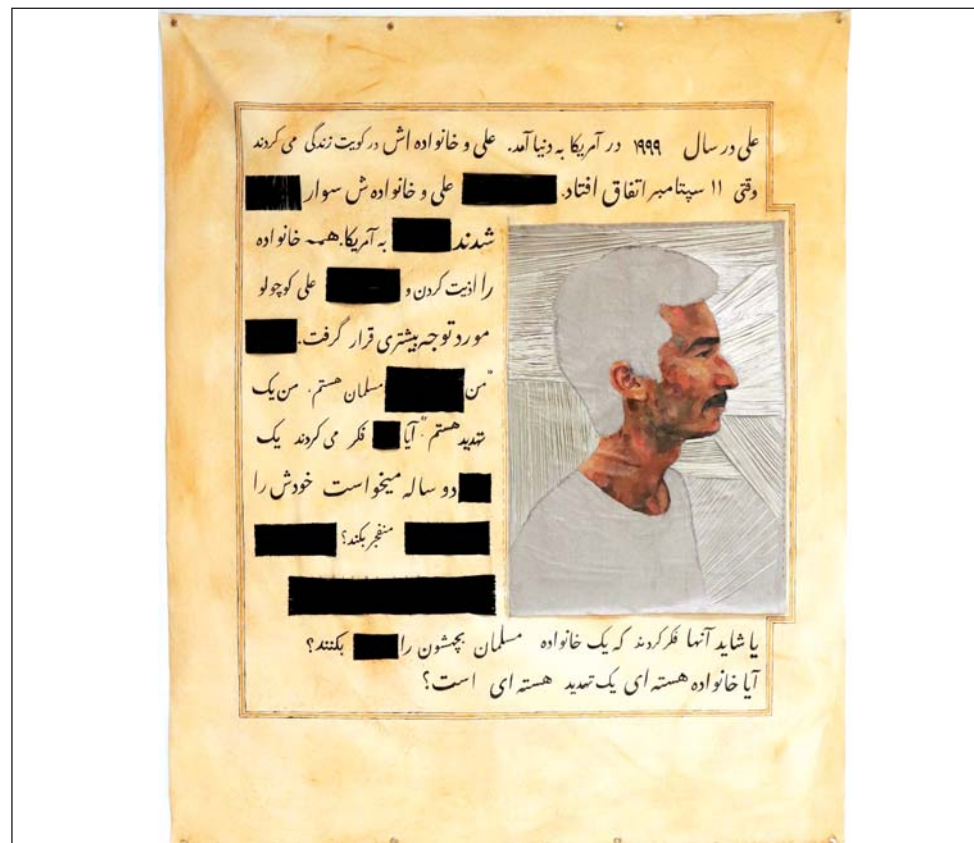 علی در سال ۱۹۹۹ در آمریکا به دنیا آمد. علی و خانواده اش در کویت زندگی می کردند
وقتی ۱۱ سپتامبر اتفاق افتاد. علی و خانواده ش سوار
شدند به آمریکا. همه خانواده
را اذیت کردن و علی کوچولو
مورد توجه بیشتری قرار گرفت.
"من مسلمان هستم. من یک
تهدید هستم" آیا فکر می کردند یک
دو ساله میخواست خودش را
منفجر بکند؟
یا شاید آنها فکر کردند که یک خانواده مسلمان بچشون را بکنند؟
آیا خانواده هسته ای یک تهدید هسته ای است؟